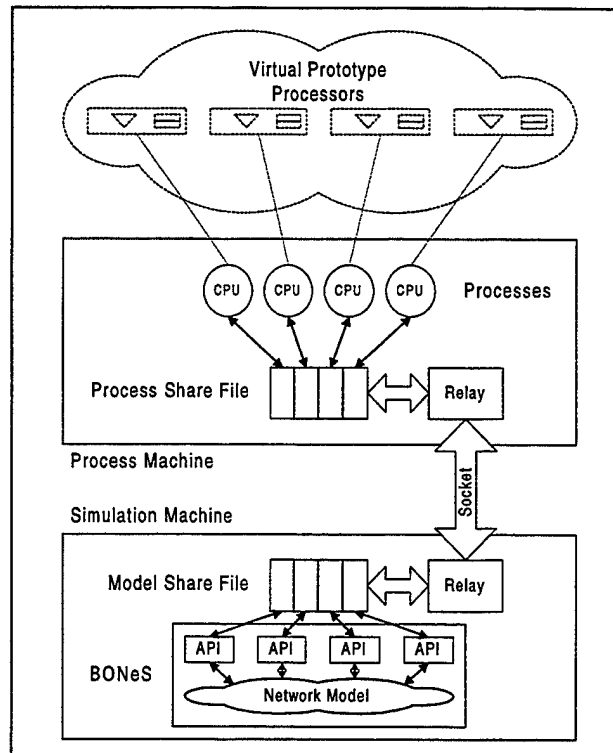 Virtual Prototype
Processors
CPU CPU CPU CPU
Processes
Process Share File
Relay
Process Machine
Socket
Simulation Machine
Model Share File
Relay
API API API API
BONeS
Network Model